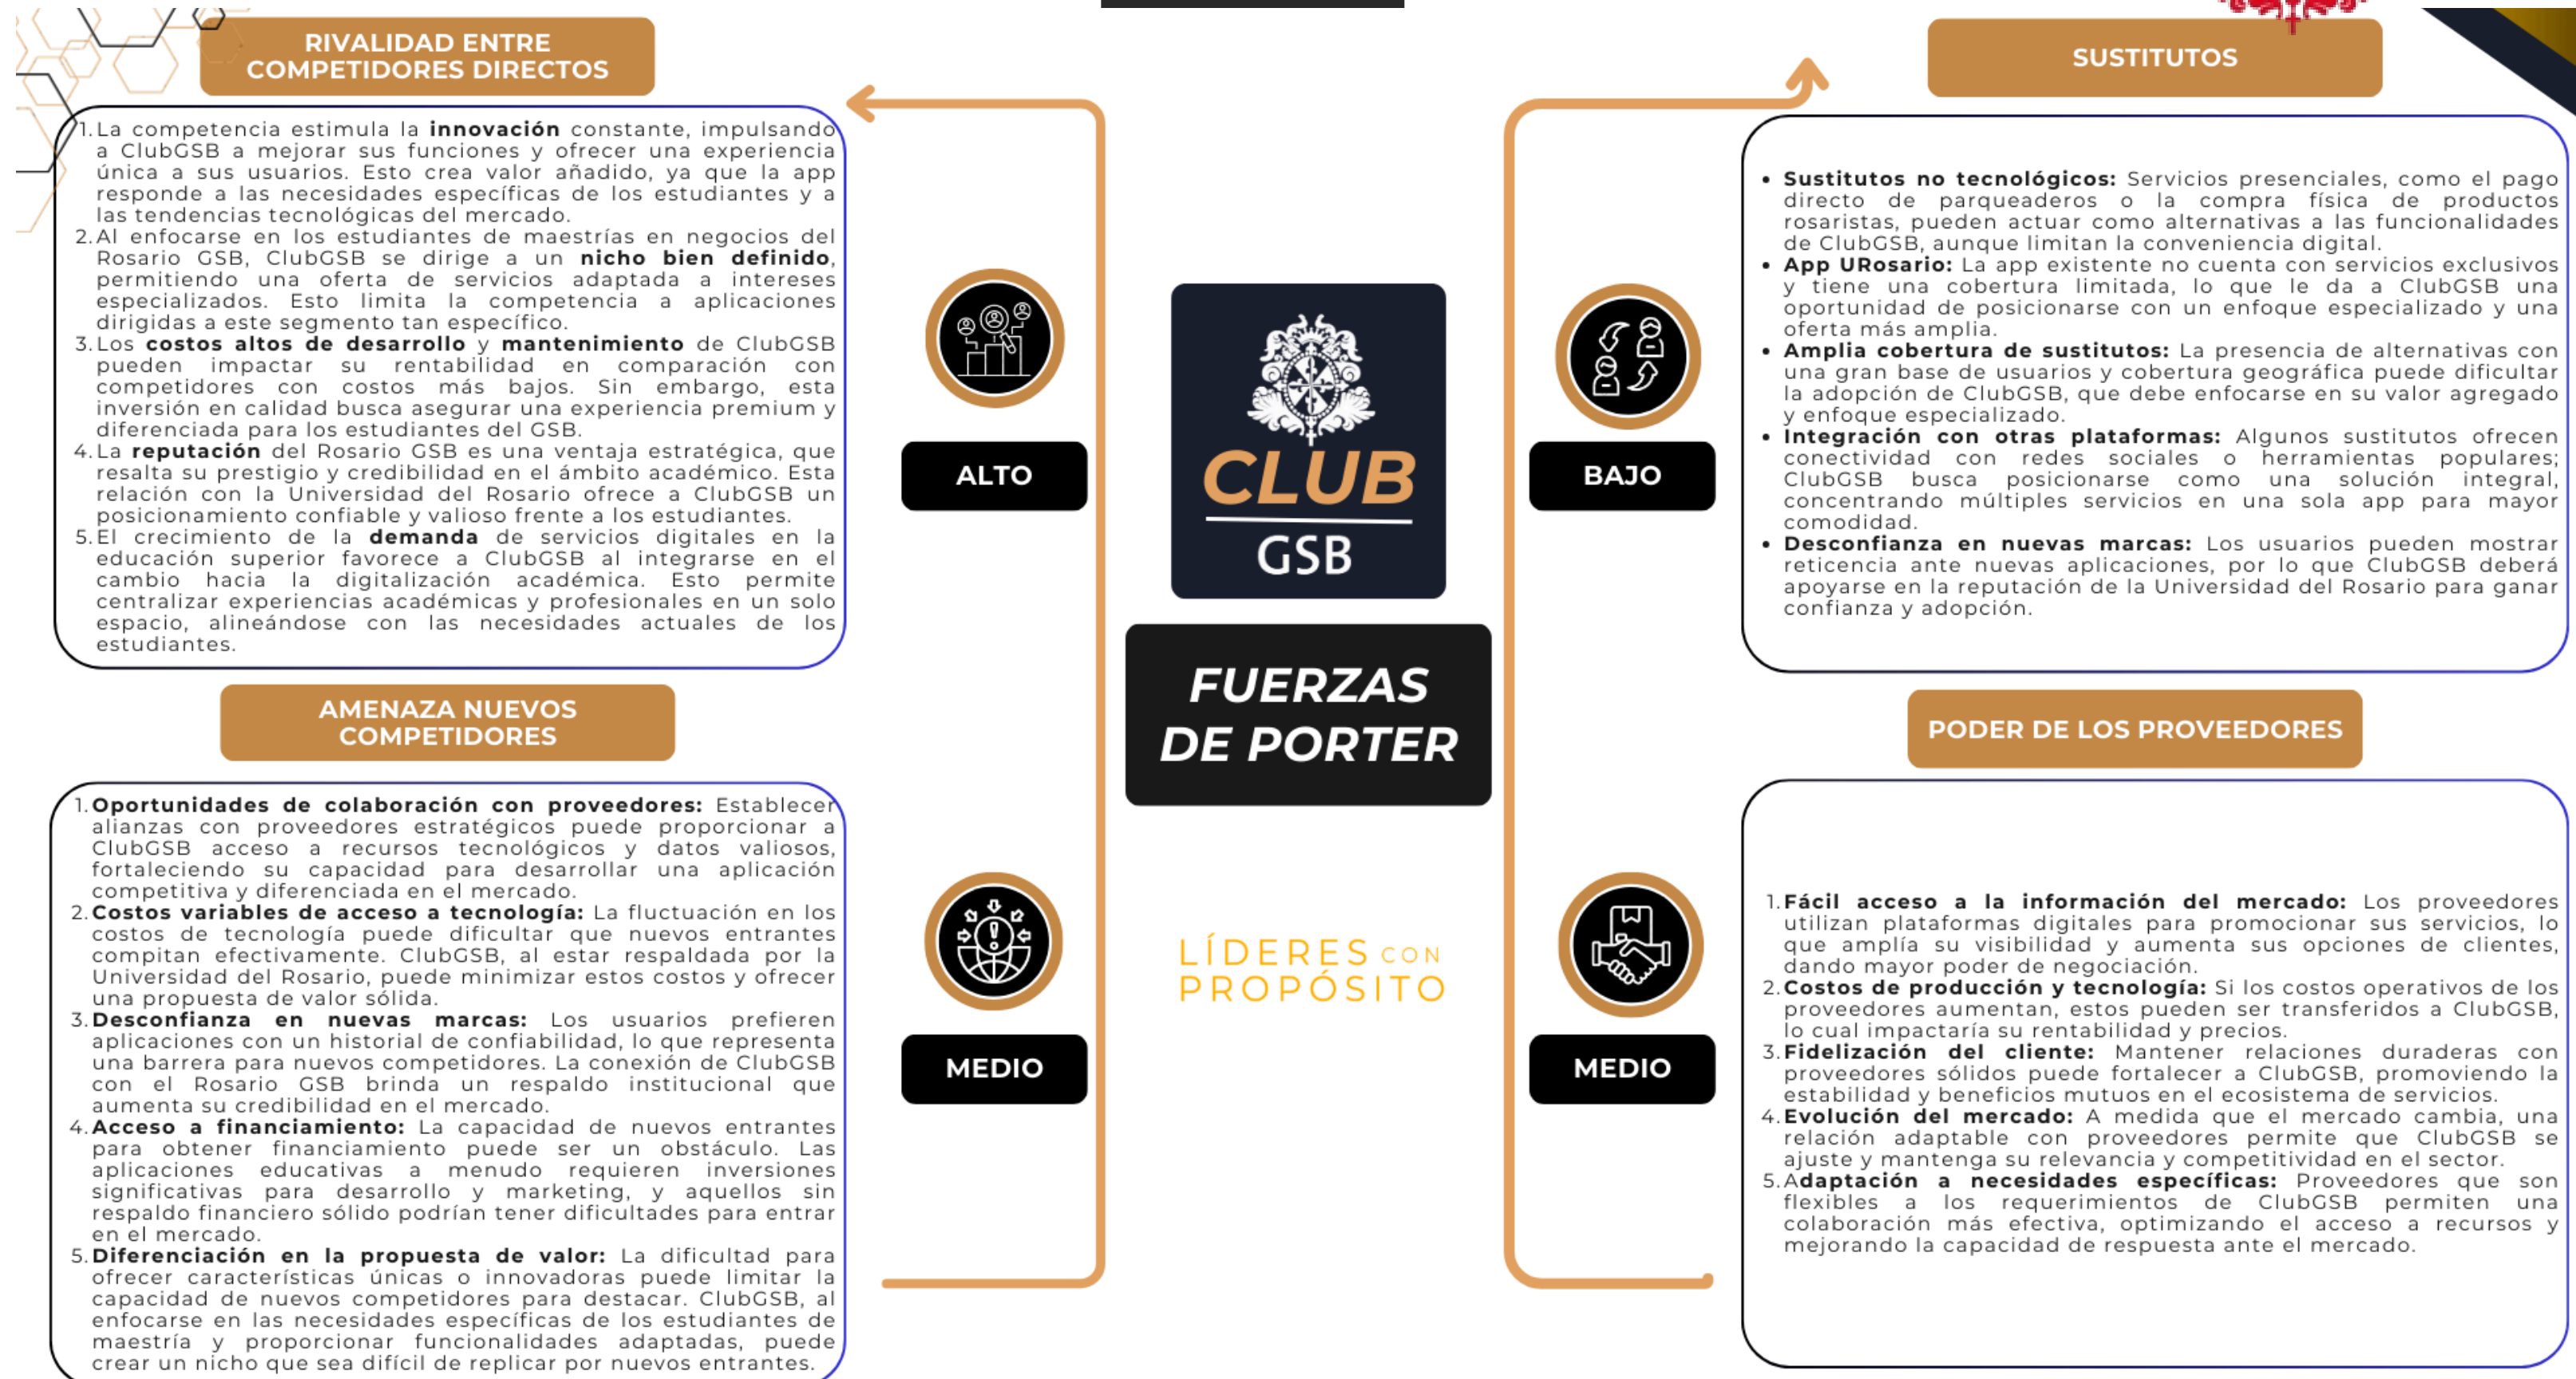 RIVALIDAD ENTRE
COMPETIDORES DIRECTOS
1. La competencia estimula la innovación constante, impulsando
a ClubGSB a mejorar sus funciones y ofrecer una experiencia
única a sus usuarios. Esto crea valor añadido, ya que la app
responde a las necesidades específicas de los estudiantes y a
las tendencias tecnológicas del mercado.
2. Al enfocarse en los estudiantes de maestrías en negocios del
Rosario GSB, ClubGSB se dirige a un nicho bien definido,
permitiendo una oferta de servicios adaptada a intereses
especializados. Esto limita la competencia a aplicaciones
dirigidas a este segmento tan específico.
3. Los costos altos de desarrollo y mantenimiento de ClubGSB
pueden impactar su rentabilidad en comparación con
competidores con costos más bajos. Sin embargo, esta
inversión en calidad busca asegurar una experiencia premium y
diferenciada para los estudiantes del GSB.
4. La reputación del Rosario GSB es una ventaja estratégica, que
resalta su prestigio y credibilidad en el ámbito académico. Esta
relación con la Universidad del Rosario ofrece a ClubGSB un
posicionamiento confiable y valioso frente a los estudiantes.
5. El crecimiento de la demanda de servicios digitales en la
educación superior favorece a ClubGSB al integrarse en el
cambio hacia la digitalización académica. Esto permite
centralizar experiencias académicas y profesionales en un solo
espacio, alineándose con las necesidades actuales de los
estudiantes.
ALTO
AMENAZA NUEVOS
COMPETIDORES
1. Oportunidades de colaboración con proveedores: Establecer
alianzas con proveedores estratégicos puede proporcionar a
ClubGSB acceso a recursos tecnológicos y datos valiosos,
fortaleciendo su capacidad para desarrollar una aplicación
competitiva y diferenciada en el mercado.
2. Costos variables de acceso a tecnología: La fluctuación en los
costos de tecnología puede dificultar que nuevos entrantes
compitan efectivamente. ClubGSB, al estar respaldada por la
Universidad del Rosario, puede minimizar estos costos y ofrecer
una propuesta de valor sólida.
3. Desconfianza en nuevas marcas: Los usuarios prefieren
aplicaciones con un historial de confiabilidad, lo que representa
una barrera para nuevos competidores. La conexión de ClubGSB
con el Rosario GSB brinda un respaldo institucional que
aumenta su credibilidad en el mercado.
4. Acceso a financiamiento: La capacidad de nuevos entrantes
para obtener financiamiento puede ser un obstáculo. Las
aplicaciones educativas a menudo requieren inversiones
significativas para desarrollo y marketing, y aquellos sin
respaldo financiero sólido podrían tener dificultades para entrar
en el mercado.
5. Diferenciación en la propuesta de valor: La dificultad para
ofrecer características únicas o innovadoras puede limitar la
capacidad de nuevos competidores para destacar. ClubGSB, al
enfocarse en las necesidades específicas de los estudiantes de
maestría y proporcionar funcionalidades adaptadas, puede
crear un nicho que sea difícil de replicar por nuevos entrantes.
MEDIO
CLUB
GSB
FUERZAS
DE PORTER
LÍDERES CON
PROPÓSITO
SUSTITUTOS
• Sustitutos no tecnológicos: Servicios presenciales, como el pago
directo de parqueaderos o la compra física de productos
rosaristas, pueden actuar como alternativas a las funcionalidades
de ClubGSB, aunque limitan la conveniencia digital.
• App URosario: La app existente no cuenta con servicios exclusivos
y tiene una cobertura limitada, lo que le da a ClubGSB una
oportunidad de posicionarse con un enfoque especializado y una
oferta más amplia.
• Amplia cobertura de sustitutos: La presencia de alternativas con
una gran base de usuarios y cobertura geográfica puede dificultar
la adopción de ClubGSB, que debe enfocarse en su valor agregado
y enfoque especializado.
• Integración con otras plataformas: Algunos sustitutos ofrecen
conectividad con redes sociales o herramientas populares;
ClubGSB busca posicionarse como una solución integral,
concentrando múltiples servicios en una sola app para mayor
comodidad.
• Desconfianza en nuevas marcas: Los usuarios pueden mostrar
reticencia ante nuevas aplicaciones, por lo que ClubGSB deberá
apoyarse en la reputación de la Universidad del Rosario para ganar
confianza y adopción.
BAJO
PODER DE LOS PROVEEDORES
1. Fácil acceso a la información del mercado: Los proveedores
utilizan plataformas digitales para promocionar sus servicios, lo
que amplía su visibilidad y aumenta sus opciones de clientes,
dando mayor poder de negociación.
2. Costos de producción y tecnología: Si los costos operativos de los
proveedores aumentan, estos pueden ser transferidos a ClubGSB,
lo cual impactaría su rentabilidad y precios.
3. Fidelización del cliente: Mantener relaciones duraderas con
proveedores sólidos puede fortalecer a ClubGSB, promoviendo la
estabilidad y beneficios mutuos en el ecosistema de servicios.
4. Evolución del mercado: A medida que el mercado cambia, una
relación adaptable con proveedores permite que ClubGSB se
ajuste y mantenga su relevancia y competitividad en el sector.
5. Adaptación a necesidades específicas: Proveedores que son
flexibles a los requerimientos de ClubGSB permiten una
colaboración más efectiva, optimizando el acceso a recursos y
mejorando la capacidad de respuesta ante el mercado.
MEDIO